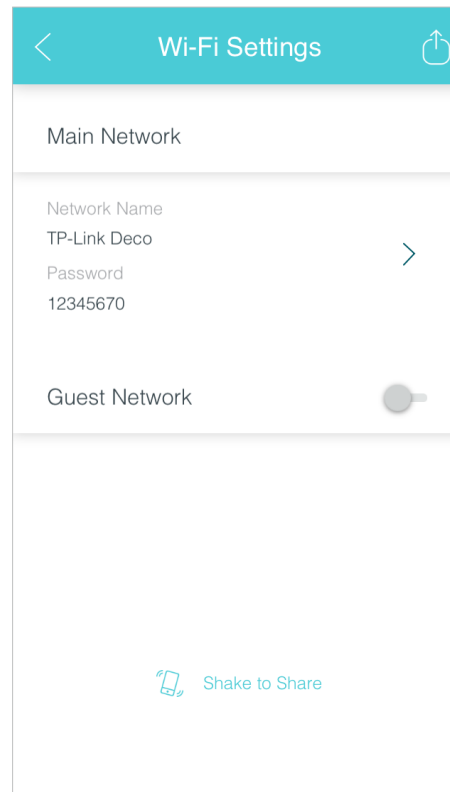 Wi-Fi Settings
Main Network
Network Name
TP-Link Deco
Password
12345670
Guest Network
Shake to Share